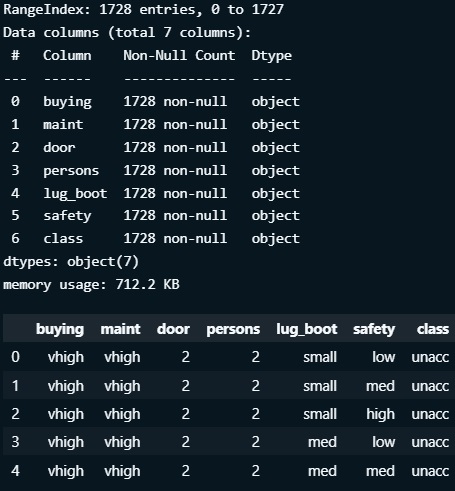 RangeIndex: 1728 entries, 0 to 1727
Data columns (total 7 columns):
 #   Column    Non-Null Count  Dtype
---  ------    --------------  -----
 0   buying    1728 non-null   object
 1   maint     1728 non-null   object
 2   door      1728 non-null   object
 3   persons   1728 non-null   object
 4   lug_boot  1728 non-null   object
 5   safety    1728 non-null   object
 6   class     1728 non-null   object
dtypes: object(7)
memory usage: 712.2 KB
buying maint door persons lug_boot safety class
0 vhigh vhigh 2 2 small low unacc
1 vhigh vhigh 2 2 small med unacc
2 vhigh vhigh 2 2 small high unacc
3 vhigh vhigh 2 2 med low unacc
4 vhigh vhigh 2 2 med med unacc